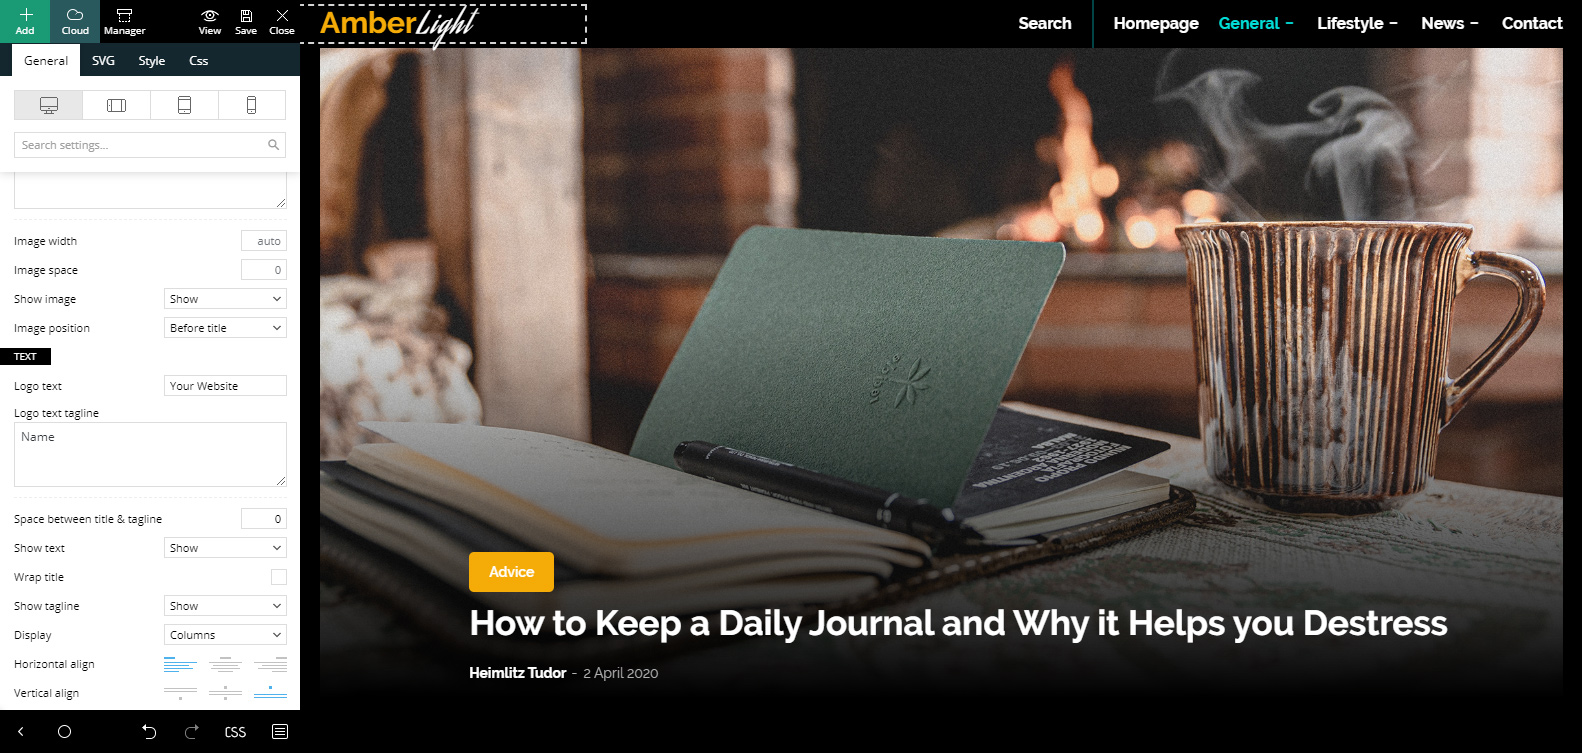 Add
Cloud
Manager
View
Save
Close
General
SVG
Style
Css
Search settings...
Image width
auto
Image space
0
Show image
Show
Image position
Before title
TEXT
Logo text
Your Website
Logo text tagline
Name
Space between title & tagline
0
Show text
Show
Wrap title
Show tagline
Show
Display
Columns
Horizontal align
Vertical align
CSS
AmberLight
Search
Homepage
General
Lifestyle
News
Contact
Advice
How to Keep a Daily Journal and Why it Helps you Destress
Heimlitz Tudor - 2 April 2020